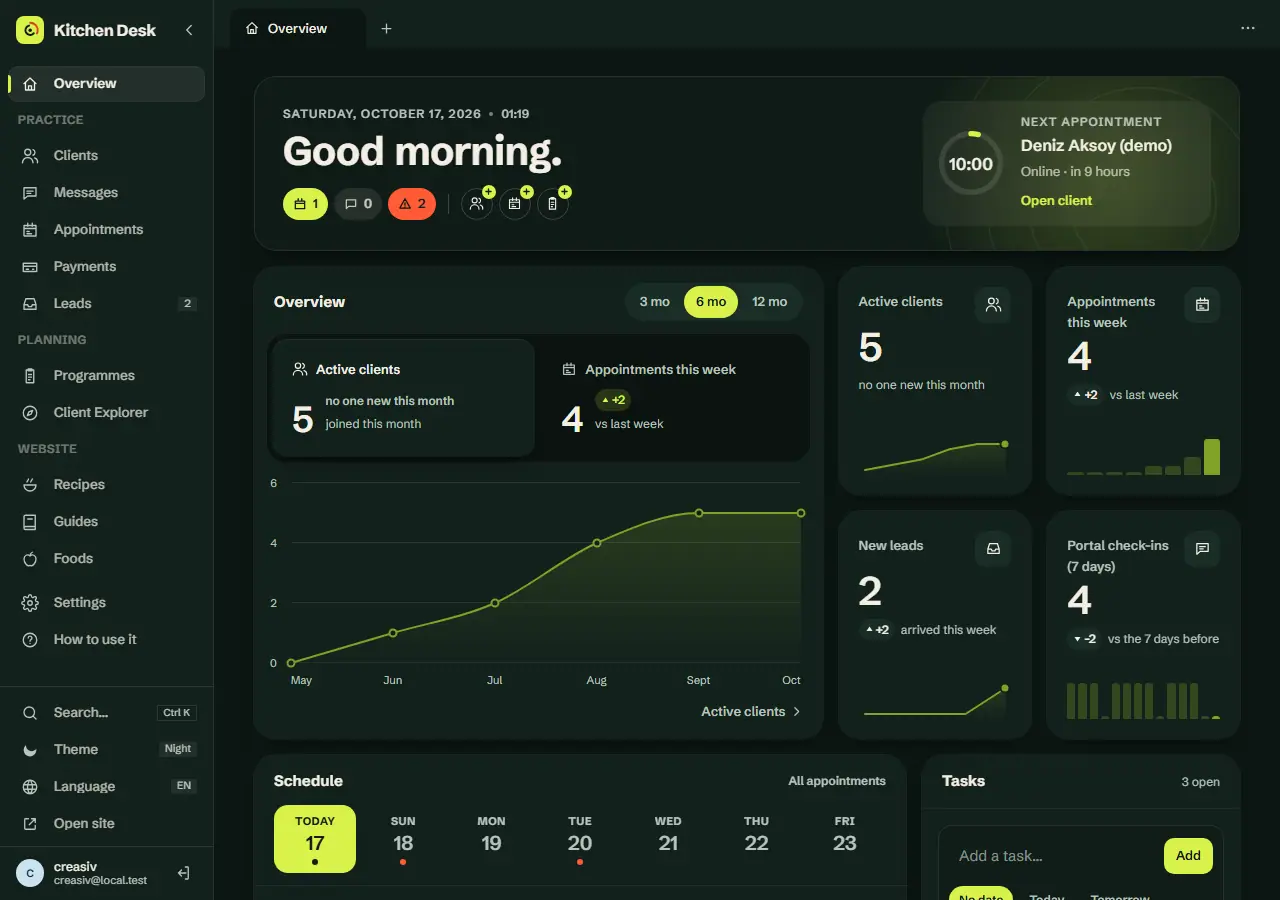 Kitchen Desk
Overview
PRACTICE
Clients
Messages
Appointments
Payments
Leads 2
PLANNING
Programmes
Client Explorer
WEBSITE
Recipes
Guides
Foods
Settings
How to use it
Search... Ctrl K
Theme Night
Language EN
Open site
C
creasiv
creasiv@local.test
Overview
SATURDAY, OCTOBER 17, 2026 • 01:19
Good morning.
1 0 2
10:00
NEXT APPOINTMENT
Deniz Aksoy (demo)
Online · in 9 hours
Open client
Overview
3 mo 6 mo 12 mo
Active clients
5
no one new this month
joined this month
Appointments this week
4
+2
vs last week
6
4
2
0
May Jun Jul Aug Sept Oct
Active clients
Active clients
5
no one new this month
Appointments
this week
4
+2 vs last week
New leads
2
+2 arrived this week
Portal check-ins
(7 days)
4
-2 vs the 7 days before
Schedule
All appointments
TODAY SUN MON TUE WED THU FRI
17 18 19 20 21 22 23
Tasks
3 open
Add a task...
Add
No date Today Tomorrow